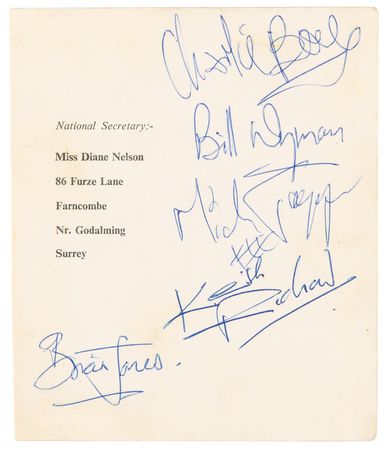 Charlie Boy
National Secretary:-
Miss Diane Nelson
86 Furze Lane
Farncombe
Nr. Godalming
Surrey
Bill Wyman
Mick Jagger
xxx
Keith Richard
Brian Jones.